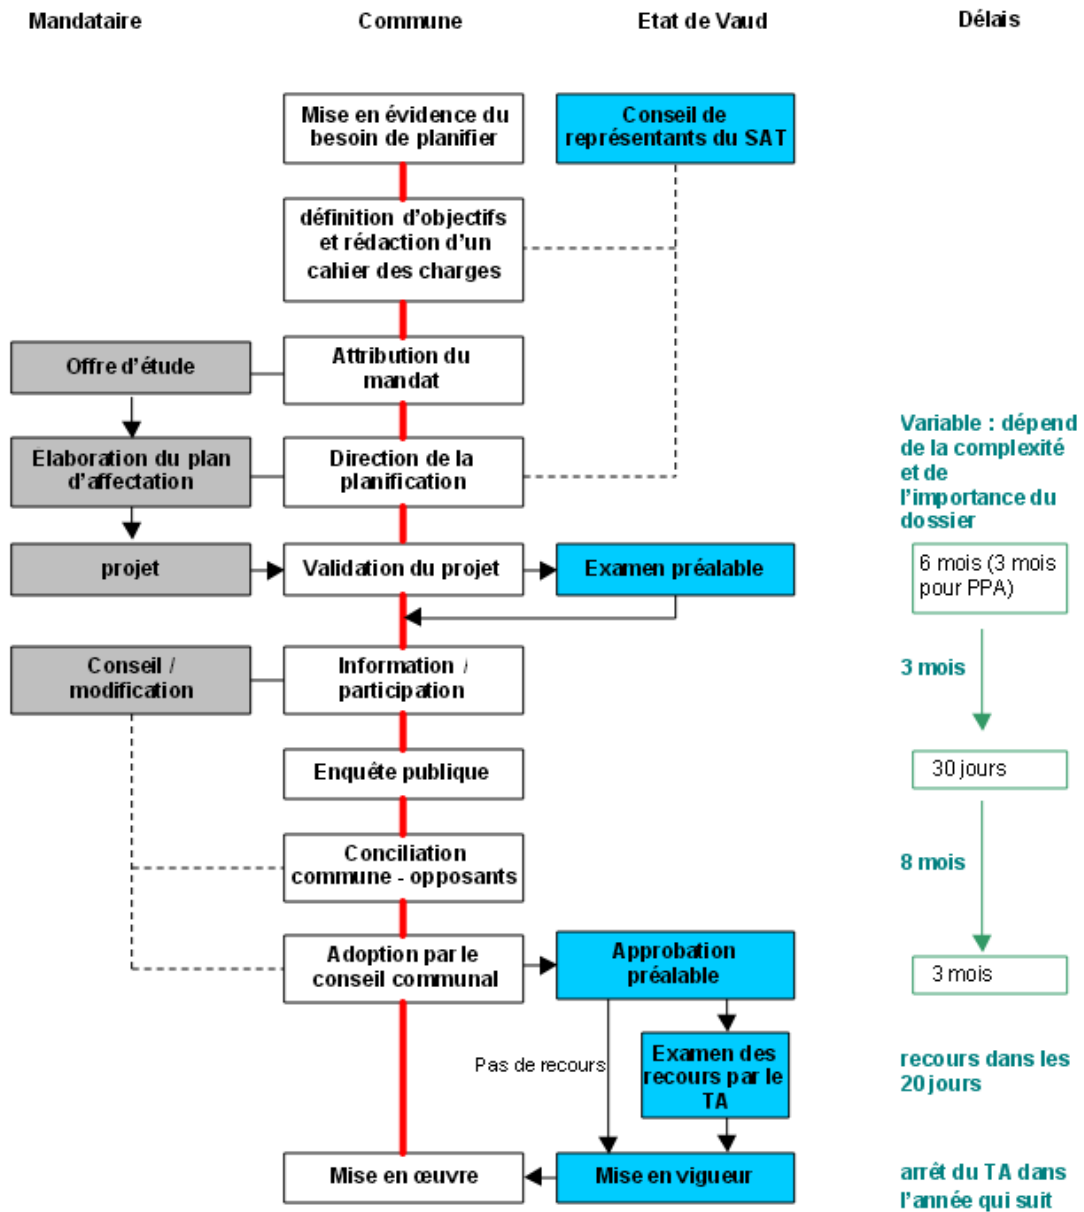 Mandataire
Commune
Etat de Vaud
Délais
Mise en évidence du
besoin de planifier
Conseil de
représentants du SAT
définition d'objectifs
et rédaction d'un
cahier des charges
Offre d'étude
Attribution du
mandat
Élaboration du plan
d'affectation
Direction de la
planification
Variable : dépend
de la complexité
et de
l'importance du
dossier
projet
Validation du projet
Examen préalable
6 mois (3 mois
pour PPA)
Conseil /
modification
Information /
participation
3 mois
Enquête publique
30 jours
Conciliation
commune - opposants
8 mois
Adoption par le
conseil communal
Approbation
préalable
3 mois
Pas de recours
Examen des
recours par le
TA
recours dans les
20 jours
Mise en œuvre
Mise en vigueur
arrêt du TA dans
l'année qui suit